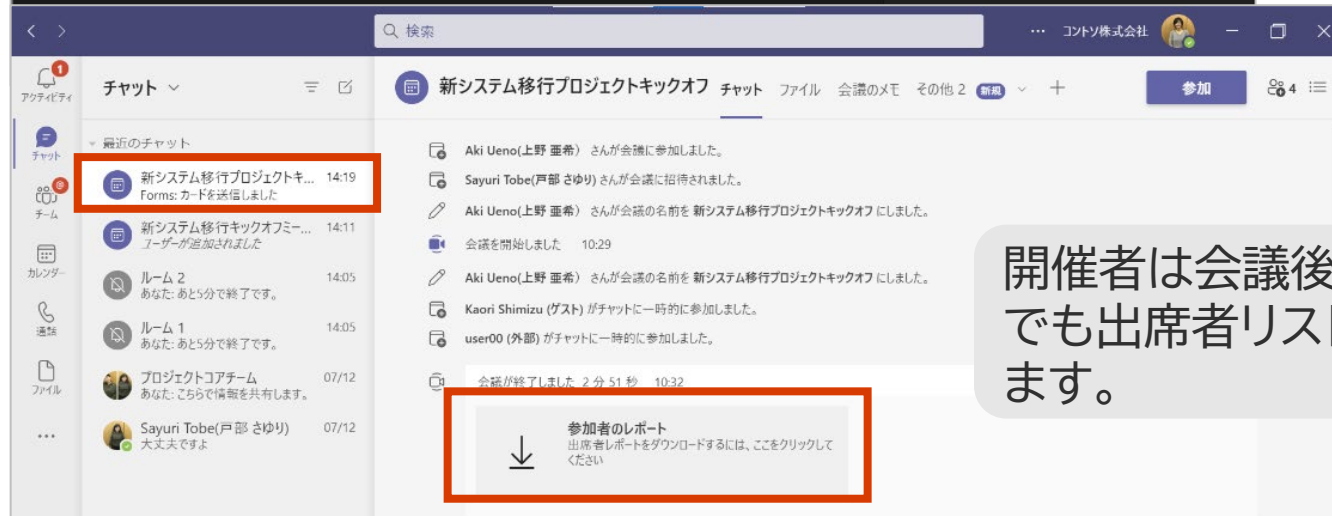 検索
… コントソ株式会社
1
アクティビティ
チャット
チーム
カレンダー
通話
ファイル
…
チャット
最近のチャット
新システム移行プロジェクトキ... 14:19
Forms: カードを送信しました
新システム移行キックオフミー... 14:11
ユーザーが追加されました
ルーム 2 14:05
あなた: あと5分で終了です。
ルーム 1 14:05
あなた: あと5分で終了です。
プロジェクトコアチーム 07/12
あなた: こちらで情報を共有します。
Sayuri Tobe(戸部 さゆり) 07/12
大丈夫ですよ
新システム移行プロジェクトキックオフ チャット ファイル 会議のメモ その他 2 新規 参加 4
Aki Ueno(上野 亜希) さんが会議に参加しました。
Sayuri Tobe(戸部 さゆり) さんが会議に招待されました。
Aki Ueno(上野 亜希) さんが会議の名前を 新システム移行プロジェクトキックオフ にしました。
会議を開始しました 10:29
Aki Ueno(上野 亜希) さんが会議の名前を 新システム移行プロジェクトキックオフ にしました。
Kaori Shimizu (ゲスト) がチャットに一時的に参加しました。
user00 (外部) がチャットに一時的に参加しました。
会議が終了しました 2 分 51 秒 10:32
参加者のレポート
出席者レポートをダウンロードするには、ここをクリックして
ください
開催者は会議後
でも出席者リスト
ます。